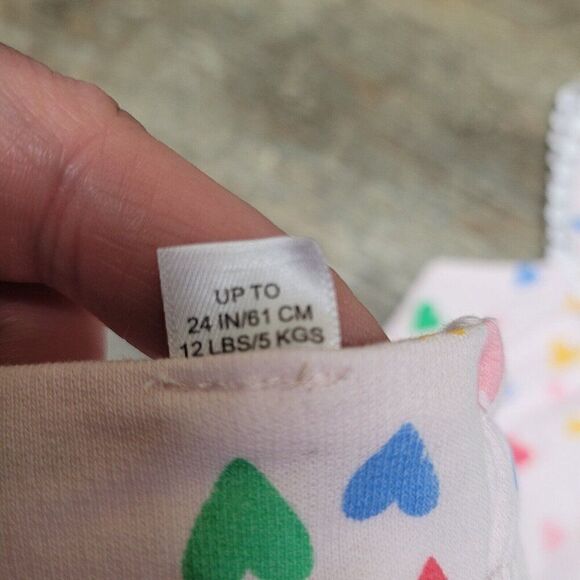 UP TO
24 IN/61 CM
12 LBS/5 KGS